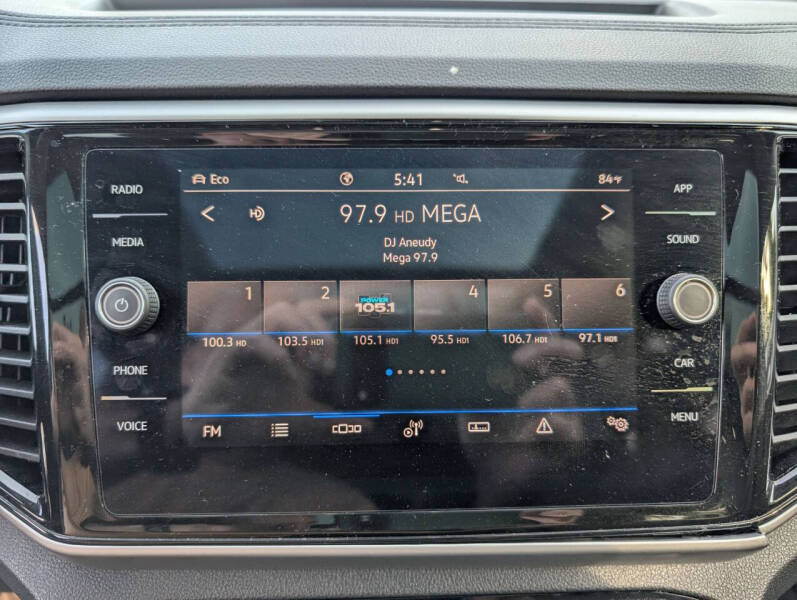 RADIO
MEDIA
PHONE
VOICE
Eco 5:41 84°F
< HD 97.9 HD MEGA >
DJ Aneudy
Mega 97.9
1 2 POWER 105.1 4 5 6
100.3 HD 103.5 HD1 105.1 HD1 95.5 HD1 106.7 HD1 97.1 HD1
FM
APP
SOUND
CAR
MENU